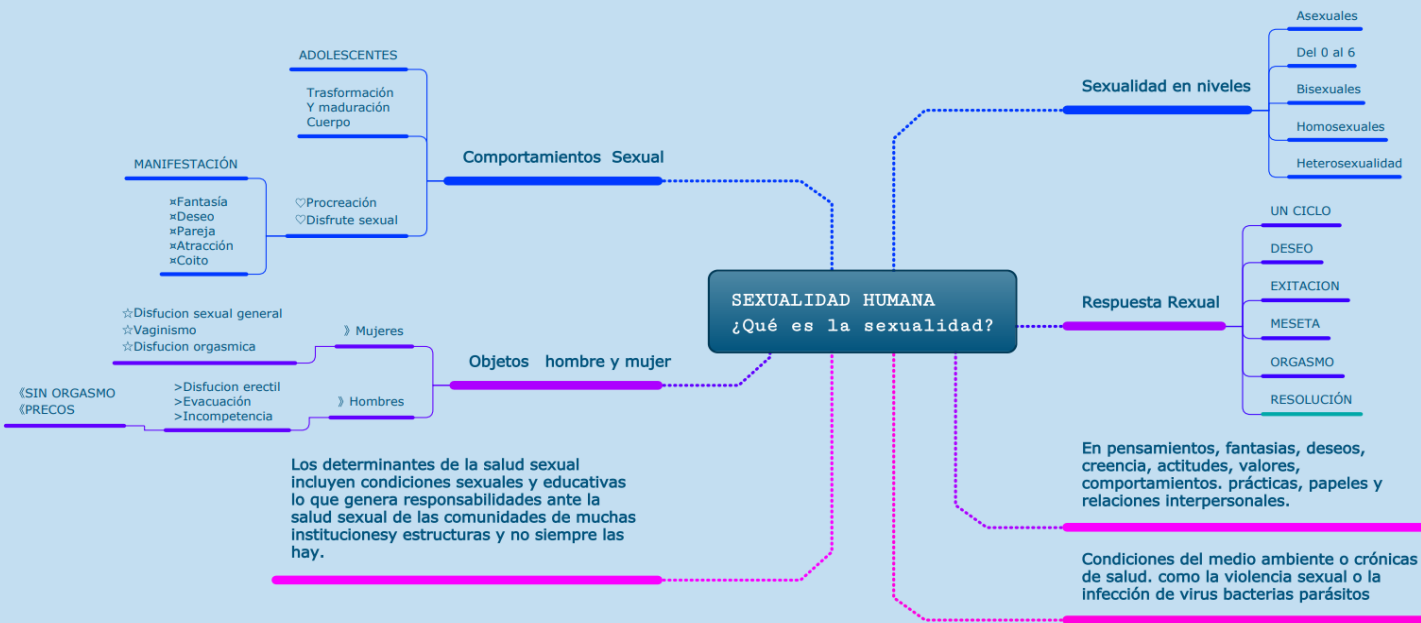 SEXUALIDAD HUMANA
¿Qué es la sexualidad?
Sexualidad en niveles
Asexuales
Del 0 al 6
Bisexuales
Homosexuales
Heterosexualidad
Respuesta Rexual
UN CICLO
DESEO
EXITACION
MESETA
ORGASMO
RESOLUCIÓN
En pensamientos, fantasias, deseos,
creencia, actitudes, valores,
comportamientos. prácticas, papeles y
relaciones interpersonales.
Condiciones del medio ambiente o crónicas
de salud. como la violencia sexual o la
infección de virus bacterias parásitos
Comportamientos  Sexual
ADOLESCENTES
Trasformación
Y maduración
Cuerpo
♡Procreación
♡Disfrute sexual
MANIFESTACIÓN
¤Fantasía
¤Deseo
¤Pareja
¤Atracción
¤Coito
Objetos   hombre y mujer
》Mujeres
☆Disfucion sexual general
☆Vaginismo
☆Disfucion orgasmica
》Hombres
>Disfucion erectil
>Evacuación
>Incompetencia
《SIN ORGASMO
《PRECOS
Los determinantes de la salud sexual
incluyen condiciones sexuales y educativas
lo que genera responsabilidades ante la
salud sexual de las comunidades de muchas
institucionesy estructuras y no siempre las
hay.